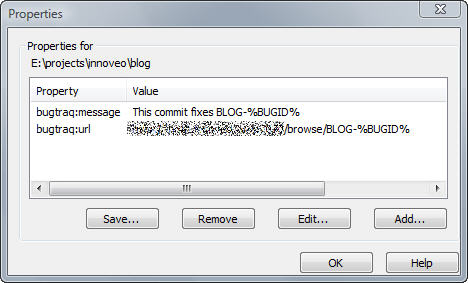 Properties
Properties for
E:\projects\innoveo\blog
Property Value
bugtraq:message This commit fixes BLOG-%BUGID%
bugtraq:url /browse/BLOG-%BUGID%
Save... Remove Edit... Add...
OK Help